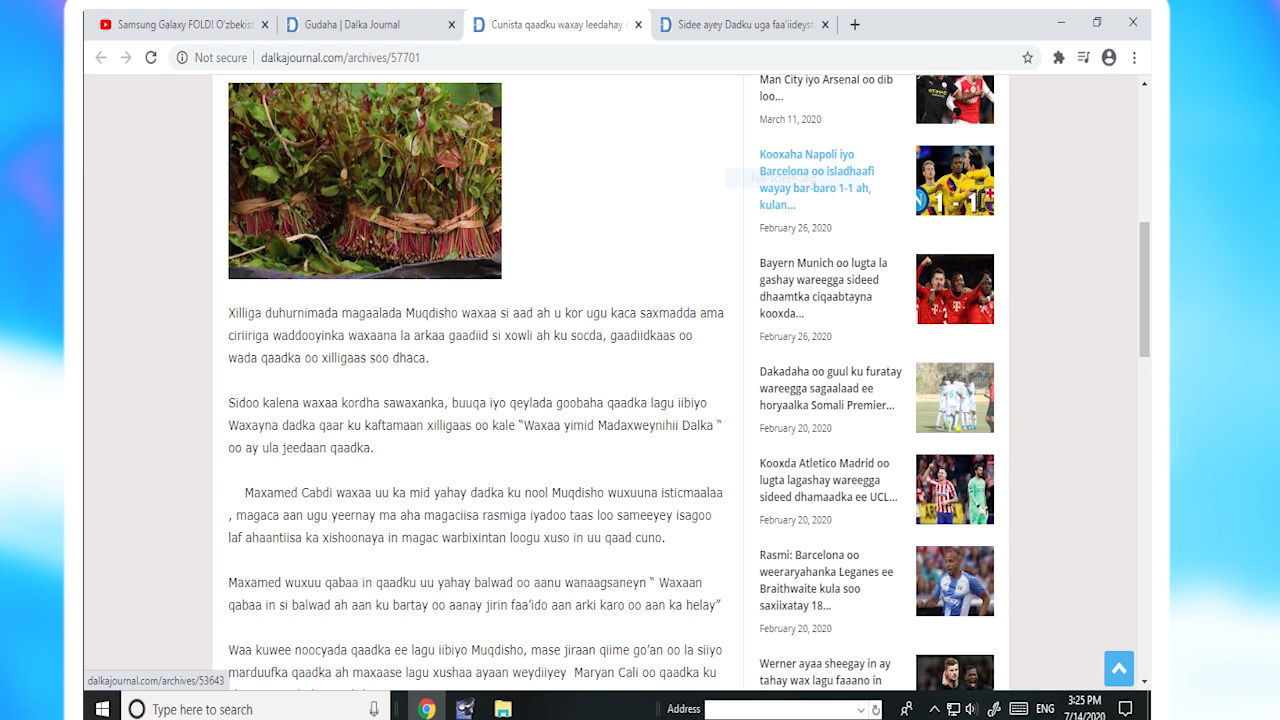 Samsung Galaxy FOLD! O'zbekist
Gudaha | Dalka Journal
Cunista qaadku waxay leedahay
Sidee ayey Dadku uga faa'iideyst
Not secure
dalkajournal.com/archives/57701
Xilliga duhurnimada magaalada Muqdisho waxaa si aad ah u kor ugu kaca saxmadda ama
ciriiriga waddooyinka waxaana la arkaa gaadiid si xowli ah ku socda, gaadiidkaas oo
wada qaadka oo xilligaas soo dhaca.
Sidoo kalena waxaa kordha sawaxanka, buuqa iyo qeylada goobaha qaadka lagu iibiyo
Waxayna dadka qaar ku kaftamaan xilligaas oo kale “Waxaa yimid Madaxweynihii Dalka “
oo ay ula jeedaan qaadka.
Maxamed Cabdi waxaa uu ka mid yahay dadka ku nool Muqdisho wuxuuna isticmaalaa
, magaca aan ugu yeernay ma aha magaciisa rasmiga iyadoo taas loo sameeyey isagoo
laf ahaantiisa ka xishoonaya in magac warbixintan loogu xuso in uu qaad cuno.
Maxamed wuxuu qabaa in qaadku uu yahay balwad oo aanu wanaagsaneyn “ Waxaan
qabaa in si balwad ah aan ku bartay oo aanay jirin faa’ido aan arki karo oo aan ka helay”
Waa kuwee noocyada qaadka ee lagu iibiyo Muqdisho, mase jiraan qiime go’an oo la siiyo
marduufka qaadka ah maxaase lagu xushaa ayaan weydiiyey Maryan Cali oo qaadka ku
Man City iyo Arsenal oo dib
loo...
March 11, 2020
Kooxaha Napoli iyo
Barcelona oo isladhaafi
wayay bar-baro 1-1 ah,
kulan...
February 26, 2020
1-1
Bayern Munich oo lugta la
gashay wareegga sideed
dhaamtka ciqaabtayna
kooxda...
February 26, 2020
Dakadaha oo guul ku furatay
wareegga sagaalaad ee
horyaalka Somali Premier...
February 20, 2020
Kooxda Atletico Madrid oo
lugta lagashay wareegga
sideed dhamaadka ee UCL...
February 20, 2020
Rasmi: Barcelona oo
weeraryahanka Leganes ee
Braithwaite kula soo
saxiixatay 18...
February 20, 2020
Werner ayaa sheegay in ay
tahay wax lagu faaano in
dalkajournal.com/archives/53643
Type here to search
Address
ENG
3:25 PM
7/14/2020